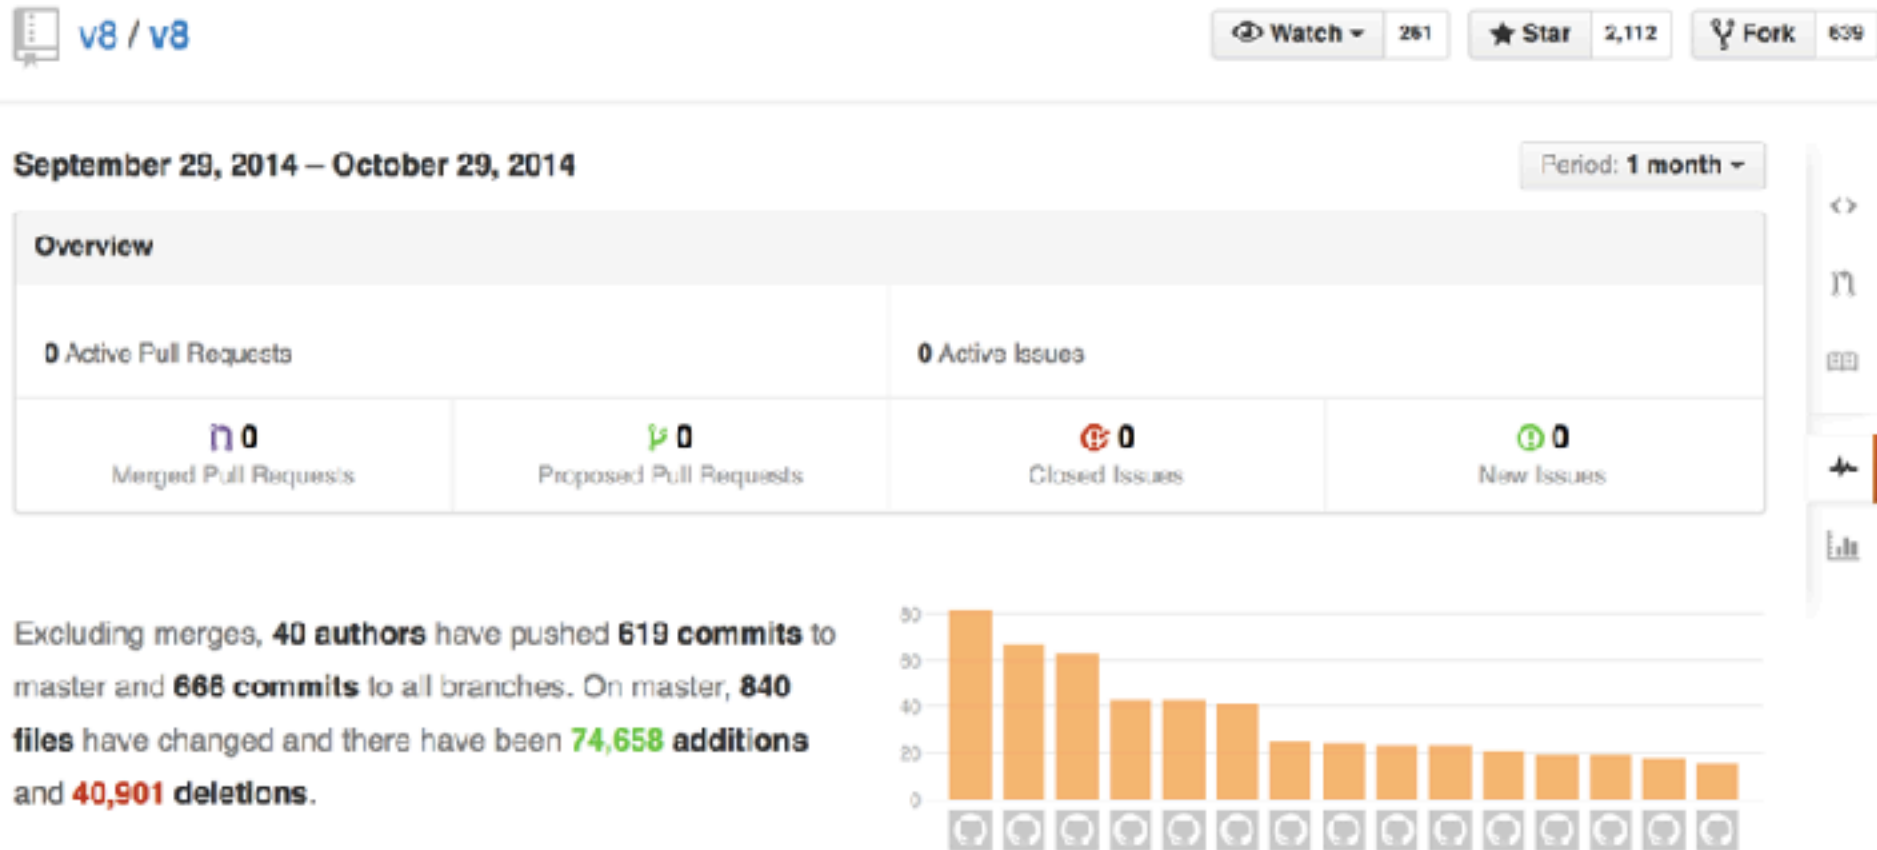 v8 / v8
Watch 261 Star 2,112 Fork 639
September 29, 2014 – October 29, 2014
Period: 1 month
Overview
0 Active Pull Requests
0 Active Issues
0
Merged Pull Requests
0
Proposed Pull Requests
0
Closed Issues
0
New Issues
Excluding merges, 40 authors have pushed 619 commits to
master and 666 commits to all branches. On master, 840
files have changed and there have been 74,658 additions
and 40,901 deletions.
80
60
40
20
0